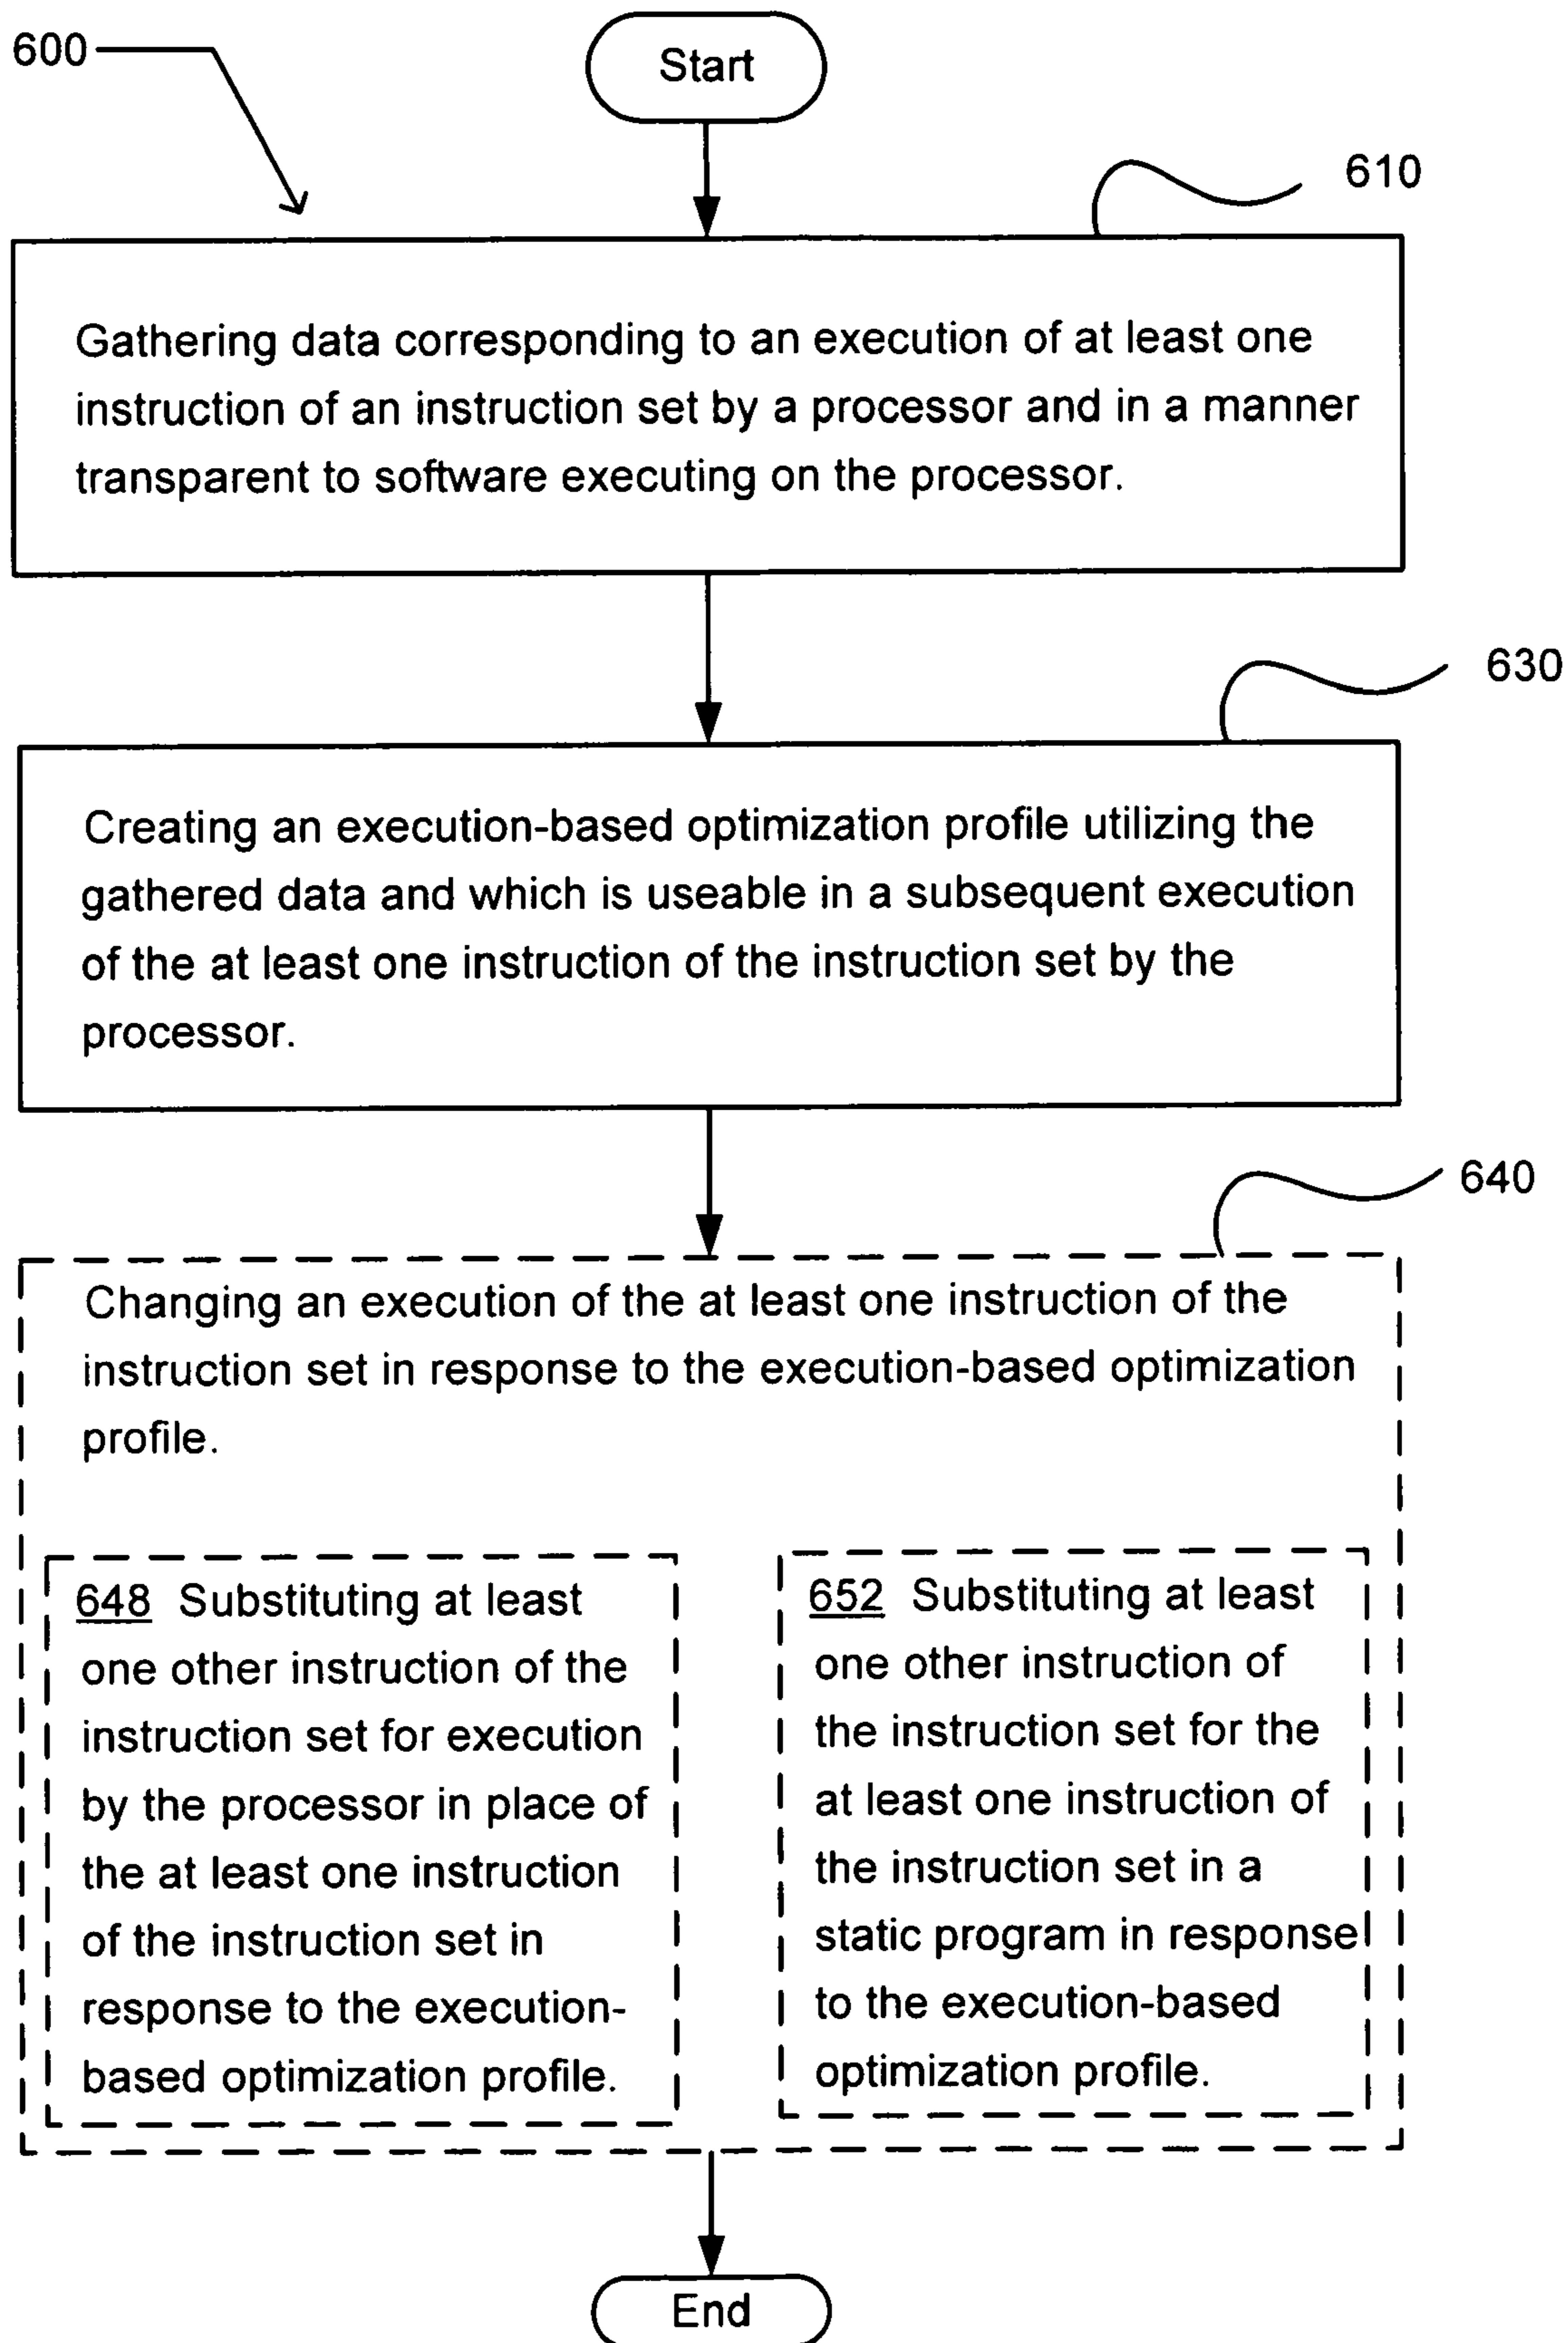 600
Start
610
Gathering data corresponding to an execution of at least one
instruction of an instruction set by a processor and in a manner
transparent to software executing on the processor.
630
Creating an execution-based optimization profile utilizing the
gathered data and which is useable in a subsequent execution
of the at least one instruction of the instruction set by the
processor.
640
Changing an execution of the at least one instruction of the
instruction set in response to the execution-based optimization
profile.
648 Substituting at least
one other instruction of the
instruction set for execution
by the processor in place of
the at least one instruction
of the instruction set in
response to the execution-
based optimization profile.
652 Substituting at least
one other instruction of
the instruction set for the
at least one instruction of
the instruction set in a
static program in response
to the execution-based
optimization profile.
End